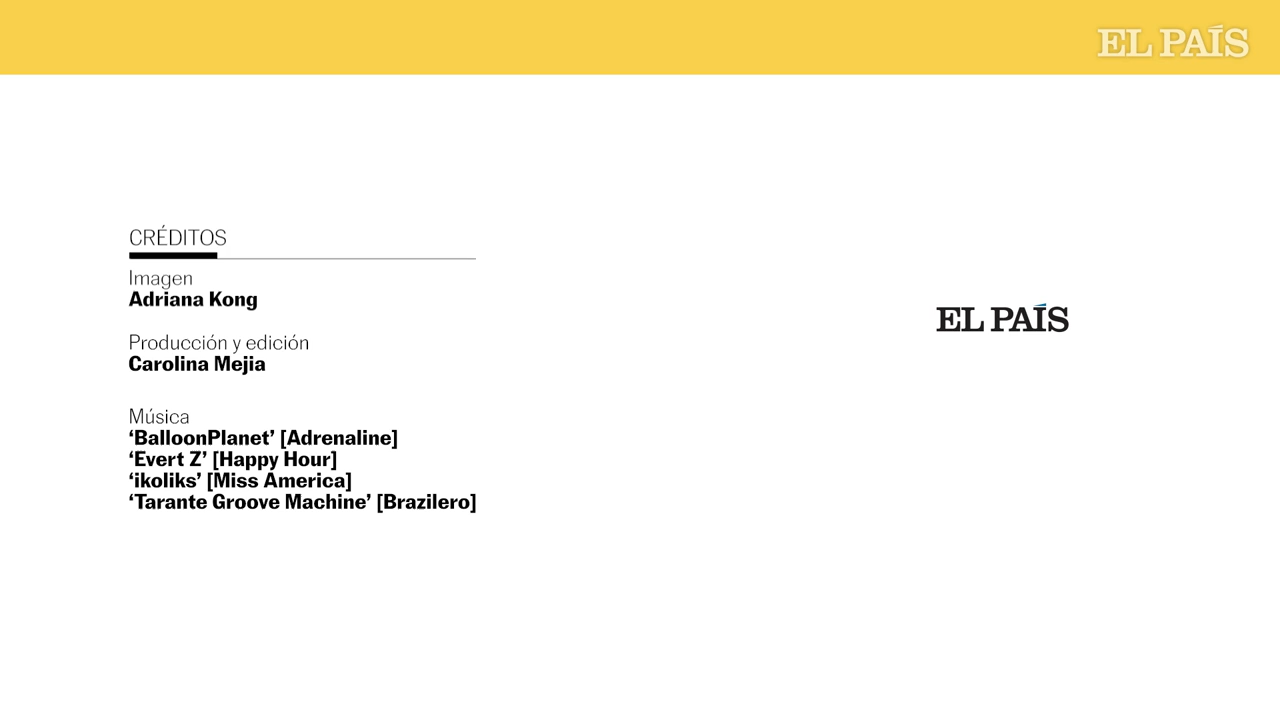 EL PAÍS
CRÉDITOS
Imagen
Adriana Kong
EL PAÍS
Producción y edición
Carolina Mejia
Música
‘BalloonPlanet’ [Adrenaline]
‘Evert Z’ [Happy Hour]
‘ikoliks’ [Miss America]
‘Tarante Groove Machine’ [Brazilero]